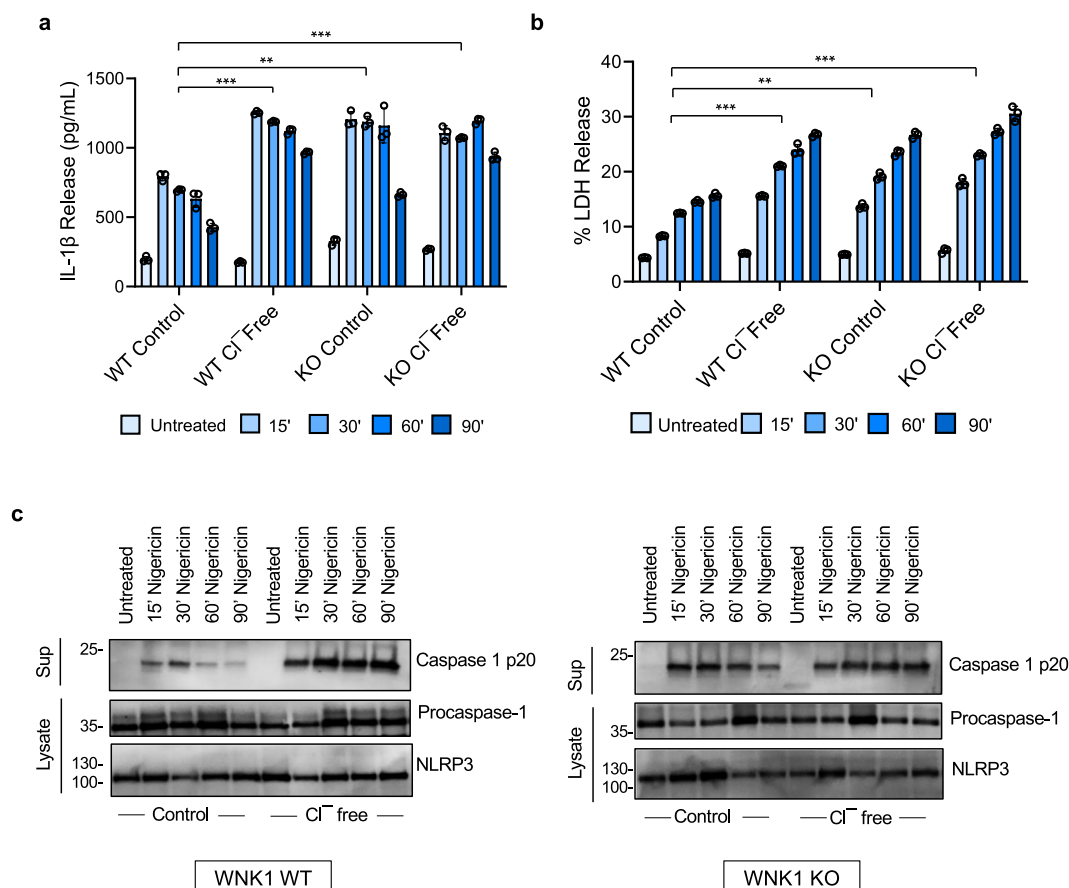 a
***
**
***
1500
1000
500
0
IL-1β Release (pg/mL)
WT Control
WT Cl⁻ Free
KO Control
KO Cl⁻ Free
Untreated 15' 30' 60' 90'
b
***
**
***
40
30
20
10
0
% LDH Release
WT Control
WT Cl⁻ Free
KO Control
KO Cl⁻ Free
Untreated 15' 30' 60' 90'
c
Untreated
15' Nigericin
30' Nigericin
60' Nigericin
90' Nigericin
Untreated
15' Nigericin
30' Nigericin
60' Nigericin
90' Nigericin
Sup
25-
Caspase 1 p20
Lysate
35-
Procaspase-1
130-
100-
NLRP3
Control
Cl⁻ free
WNK1 WT
Untreated
15' Nigericin
30' Nigericin
60' Nigericin
90' Nigericin
Untreated
15' Nigericin
30' Nigericin
60' Nigericin
90' Nigericin
Sup
25-
Caspase 1 p20
Lysate
35-
Procaspase-1
130-
100-
NLRP3
Control
Cl⁻ free
WNK1 KO